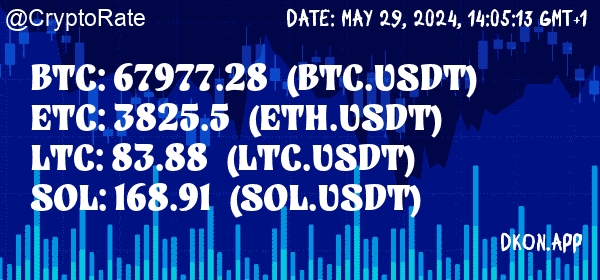 @CryptoRate
DATE: MAY 29, 2024, 14:05:13 GMT+1
BTC: 67977.28 (BTC.USDT)
ETC: 3825.5 (ETH.USDT)
LTC: 83.88 (LTC.USDT)
SOL: 168.91 (SOL.USDT)
DKON.APP